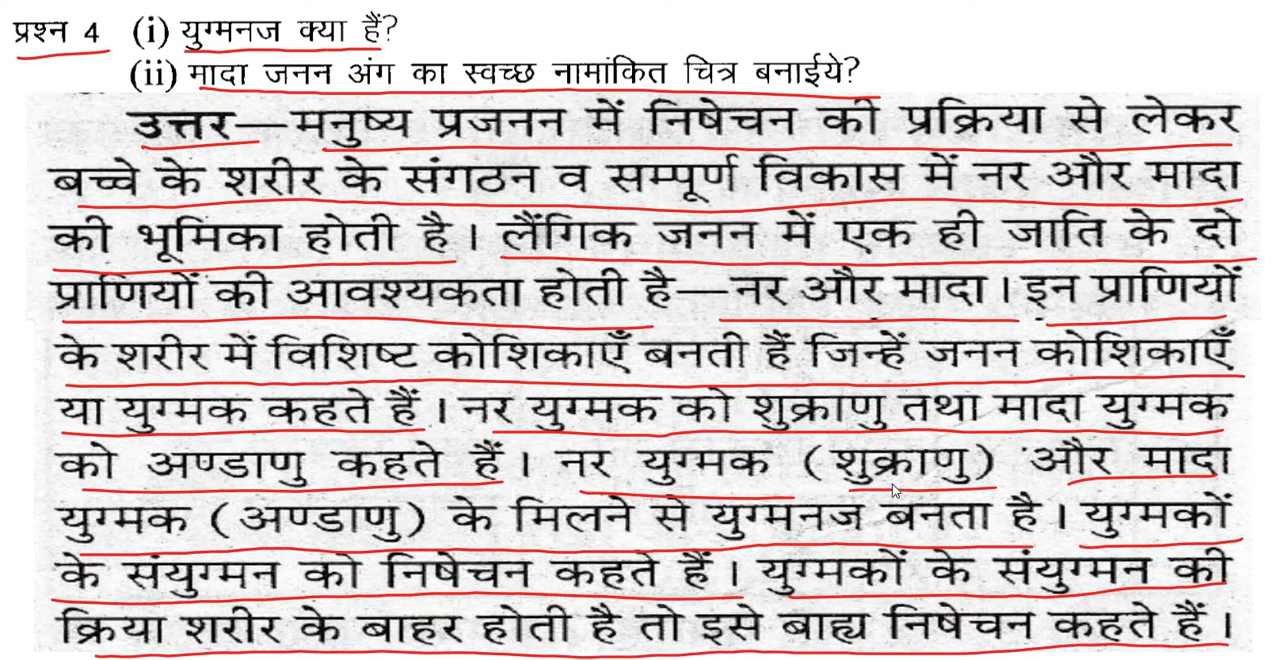 प्रश्न 4 (i) युग्मनज क्या हैं?
(ii) मादा जनन अंग का स्वच्छ नामांकित चित्र बनाईये?
उत्तर—मनुष्य प्रजनन में निषेचन की प्रक्रिया से लेकर
बच्चे के शरीर के संगठन व सम्पूर्ण विकास में नर और मादा
की भूमिका होती है। लैंगिक जनन में एक ही जाति के दो
प्राणियों की आवश्यकता होती है—नर और मादा। इन प्राणियों
के शरीर में विशिष्ट कोशिकाएँ बनती हैं जिन्हें जनन कोशिकाएँ
या युग्मक कहते हैं। नर युग्मक को शुक्राणु तथा मादा युग्मक
को अण्डाणु कहते हैं। नर युग्मक (शुक्राणु) और मादा
युग्मक (अण्डाणु) के मिलने से युग्मनज बनता है। युग्मकों
के संयुग्मन को निषेचन कहते हैं। युग्मकों के संयुग्मन की
क्रिया शरीर के बाहर होती है तो इसे बाह्य निषेचन कहते हैं।